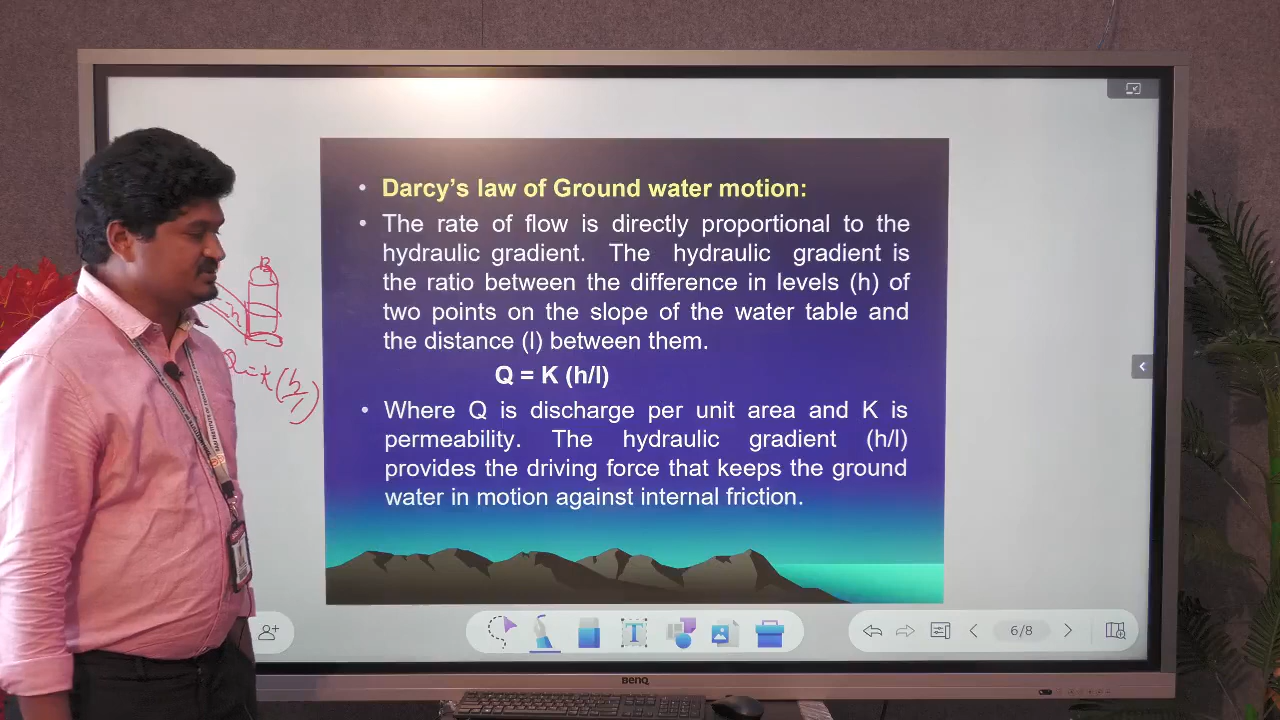 Darcy's law of Ground water motion:
The rate of flow is directly proportional to the
hydraulic gradient. The hydraulic gradient is
the ratio between the difference in levels (h) of
two points on the slope of the water table and
the distance (l) between them.
Q = K (h/l)
Where Q is discharge per unit area and K is
permeability. The hydraulic gradient (h/l)
provides the driving force that keeps the ground
water in motion against internal friction.
B
h
Q = K (h/l)
T
6/8
BenQ